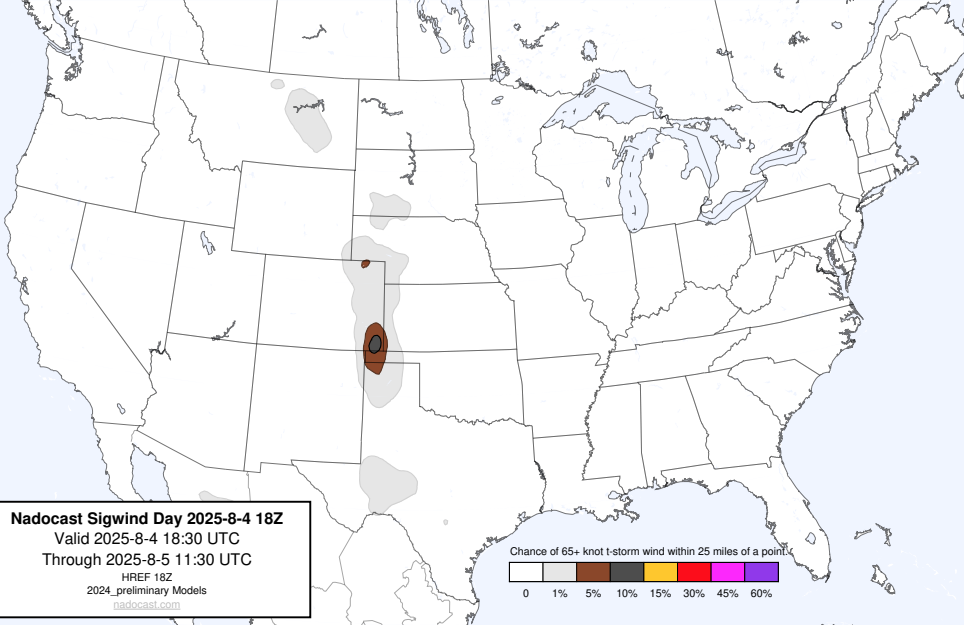 Nadocast Sigwind Day 2025-8-4 18Z
Valid 2025-8-4 18:30 UTC
Through 2025-8-5 11:30 UTC
HREF 18Z
2024_preliminary Models
nadocast.com
Chance of 65+ knot t-storm wind within 25 miles of a point.
0 1% 5% 10% 15% 30% 45% 60%